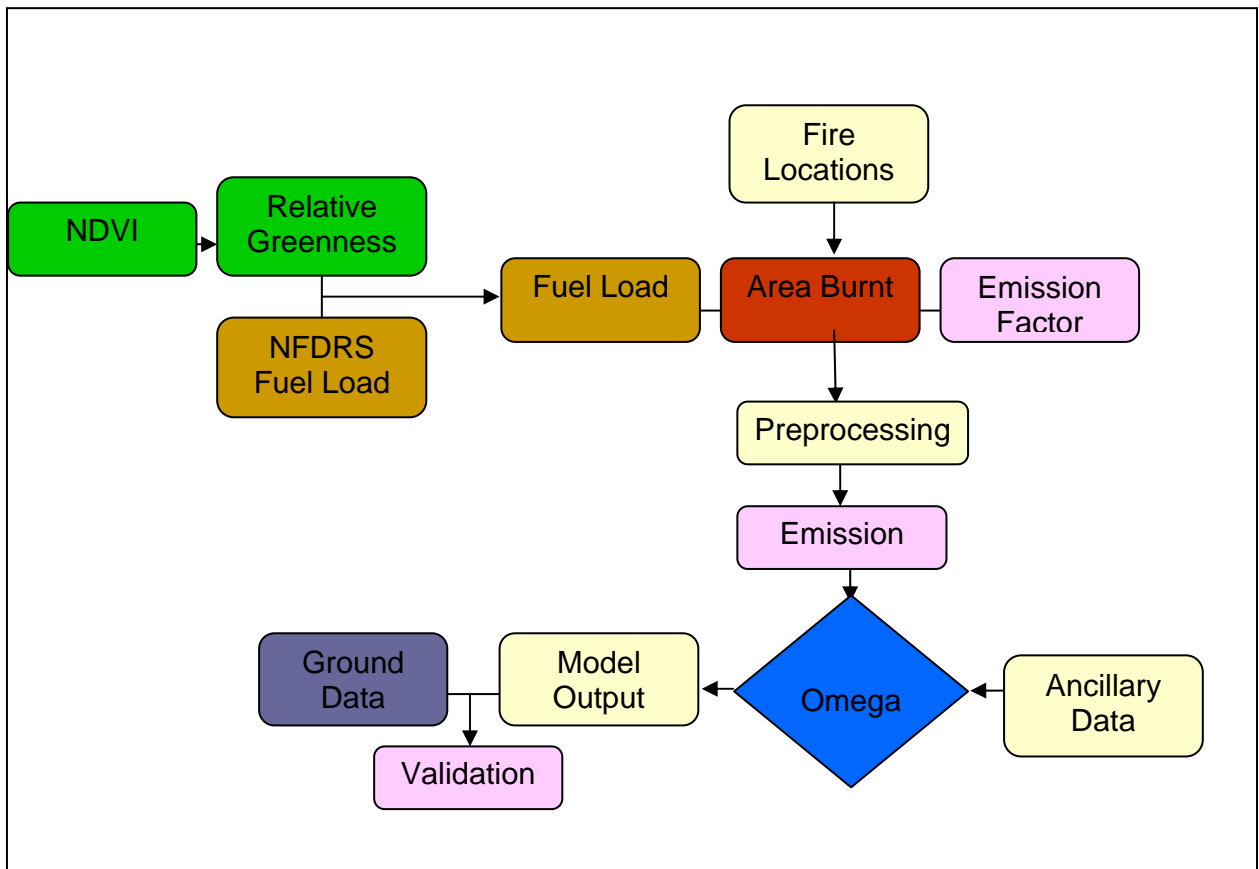 Fire
Locations
NDVI
Relative
Greenness
Fuel Load
Area Burnt
Emission
Factor
NFDRS
Fuel Load
Preprocessing
Emission
Ground
Data
Model
Output
Omega
Ancillary
Data
Validation